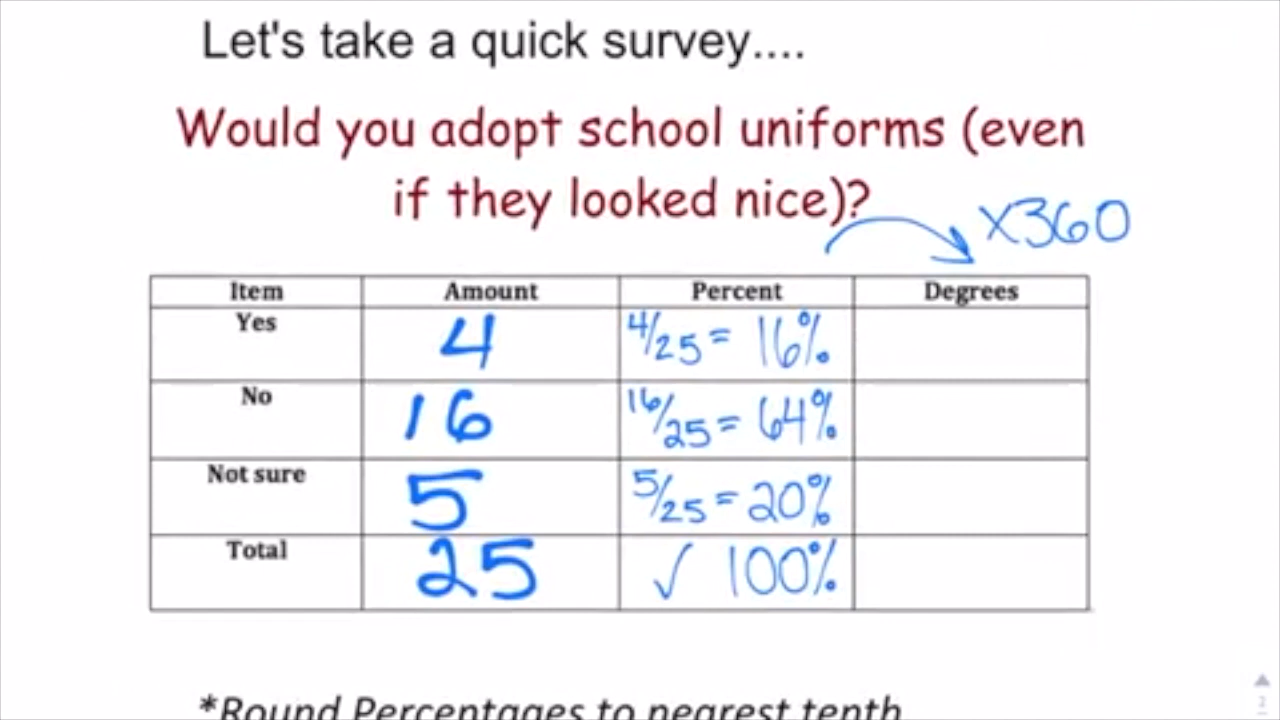 Let's take a quick survey....
Would you adopt school uniforms (even
if they looked nice)?
x360
Item Amount Percent Degrees
Yes 4 4/25 = 16%
No 16 16/25 = 64%
Not sure 5 5/25 = 20%
Total 25 ✓ 100%
*Round Percentages to nearest tenth
2